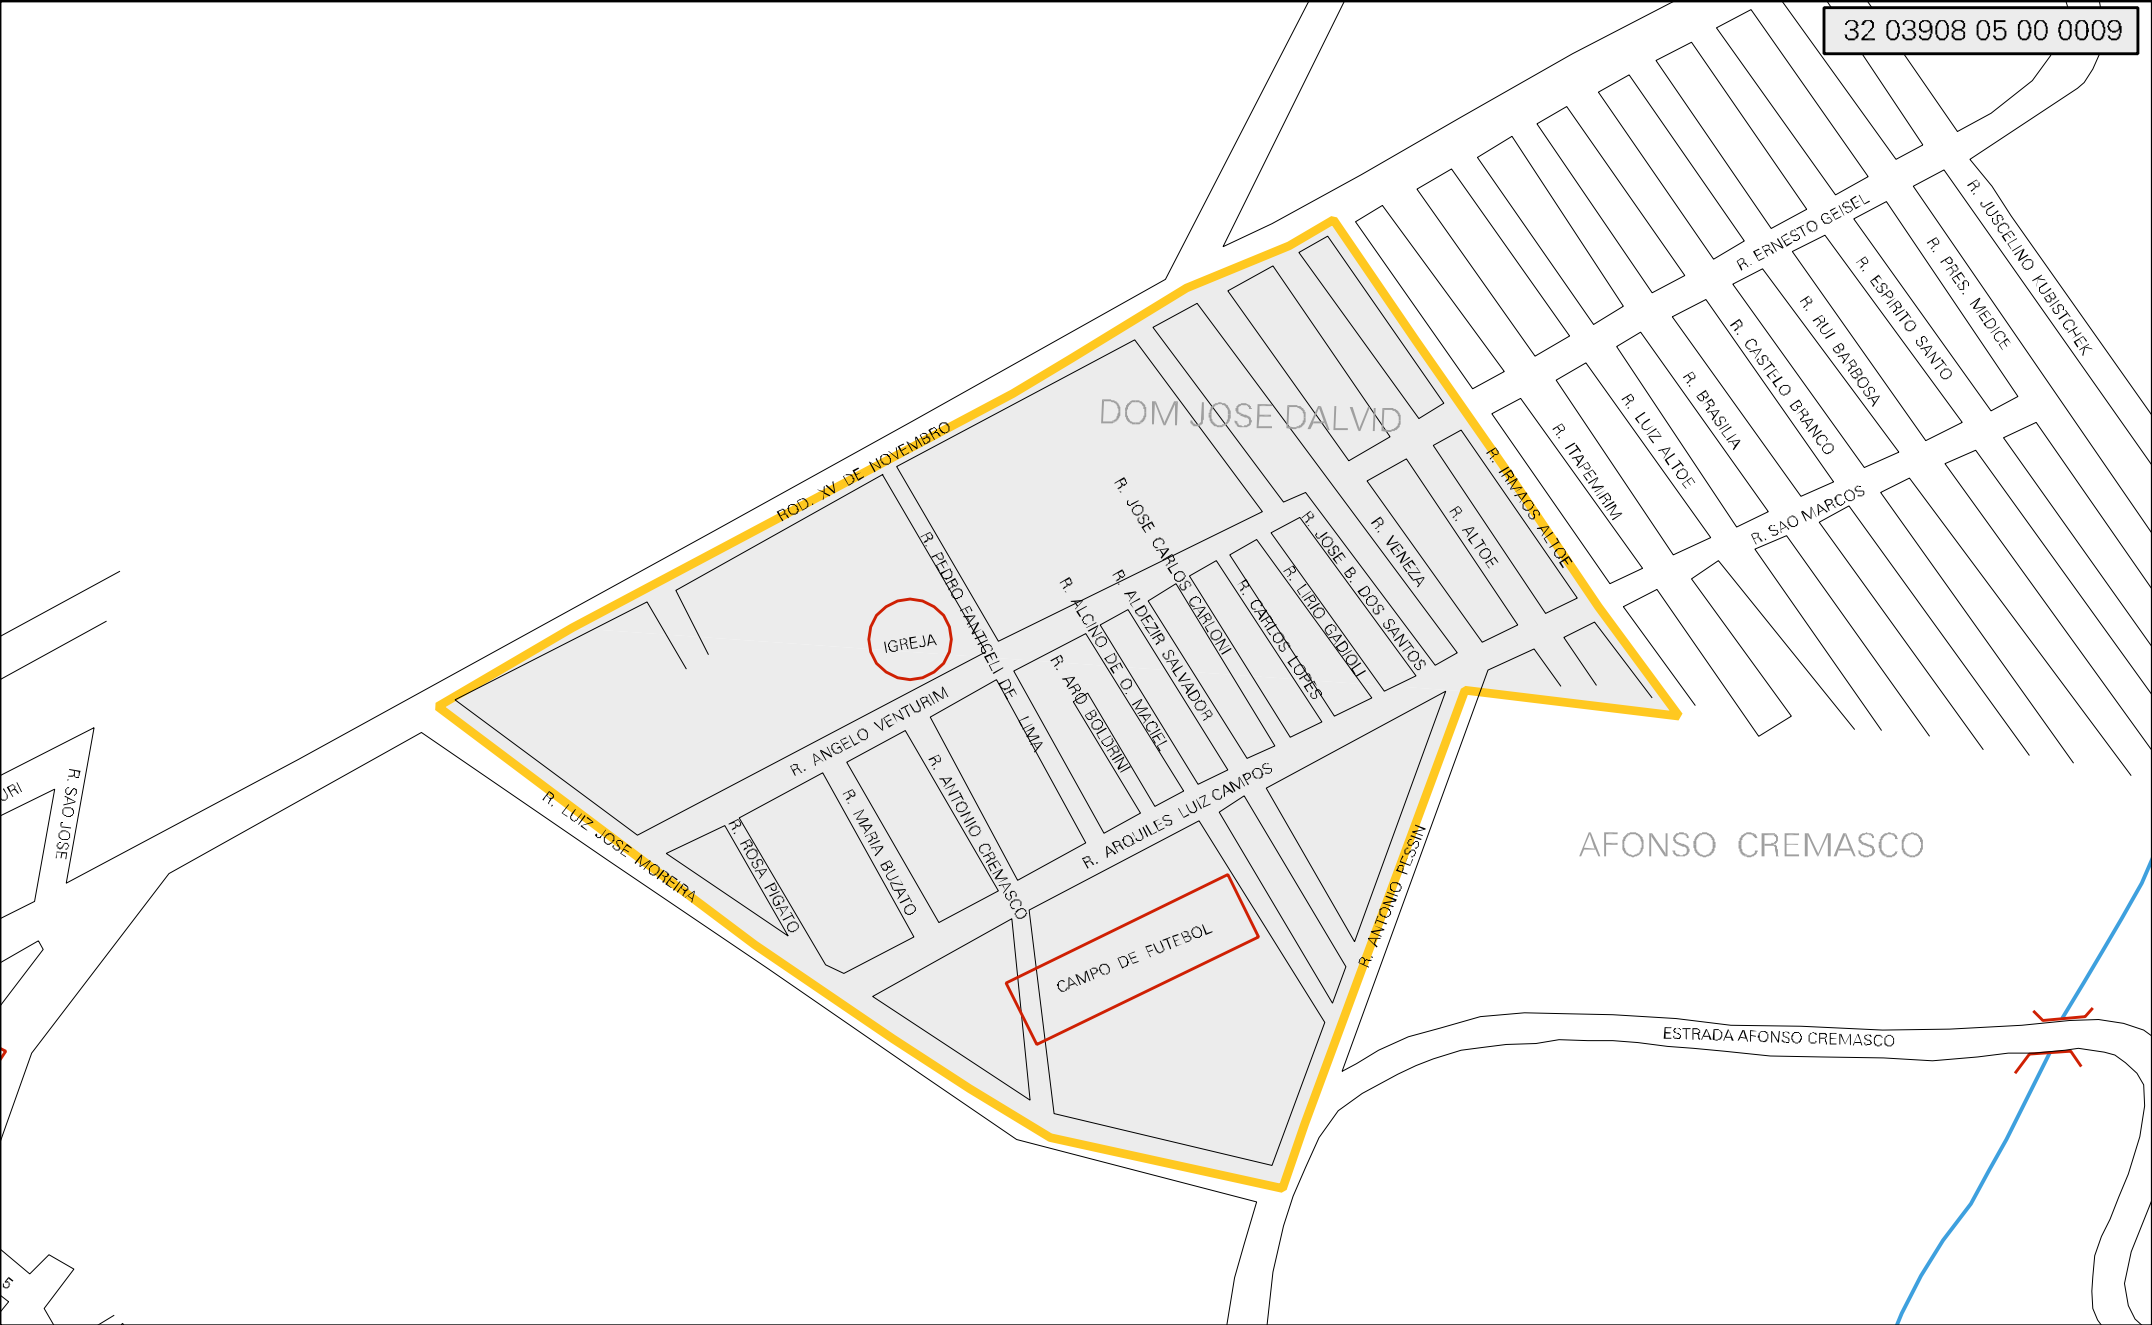 32 03908 05 00 0009
R. JUSCELINO KUBISTCHEK
R. ERNESTO GEISEL
R. PRES. MEDICE
R. ESPIRITO SANTO
R. RUI BARBOSA
R. CASTELO BRANCO
R. BRASILIA
R. LUIZ ALTOE
R. ITAPEMIRIM
R. SAO MARCOS
DOM JOSE DALVID
ROD. XV DE NOVEMBRO
R. IRMAOS ALTOE
R. ALTOE
R. VENEZA
R. JOSE B. DOS SANTOS
R. LIRIO GADIOLI
R. CARLOS LOPES
R. JOSE CARLOS CARLONI
R. ALDEZIR SALVADOR
R. ALCINO DE O. MACIEL
R. ARO BOLDRINI
R. PEDRO FANTICELI DE LIMA
IGREJA
R. ANGELO VENTURIM
R. ANTONIO CREMASCO
R. MARIA BUZATO
R. ROSA PIGATO
R. LUIZ JOSE MOREIRA
R. ARQUILES LUIZ CAMPOS
R. ANTONIO PESSIN
CAMPO DE FUTEBOL
AFONSO CREMASCO
ESTRADA AFONSO CREMASCO
R. SAO JOSE
URI
5